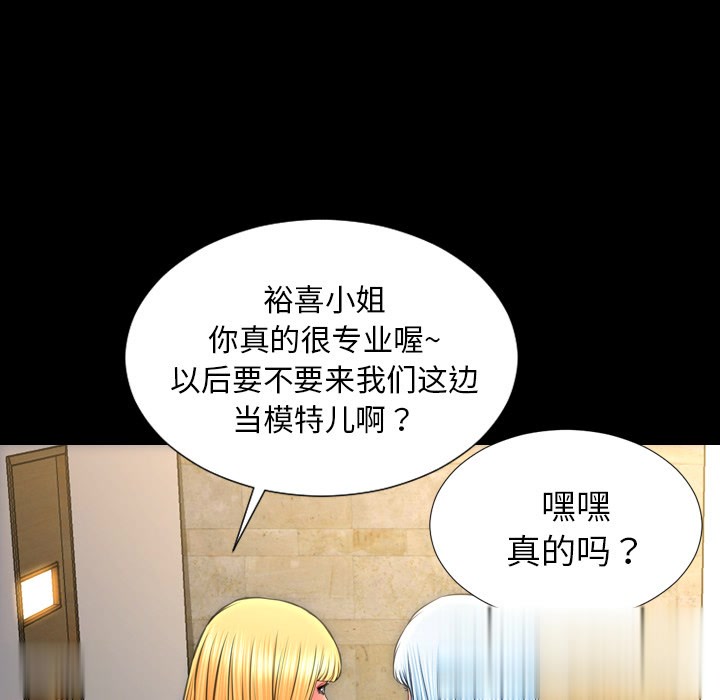 裕喜小姐
你真的很专业喔~
以后要不要来我们这边
当模特儿啊？
嘿嘿
真的吗？